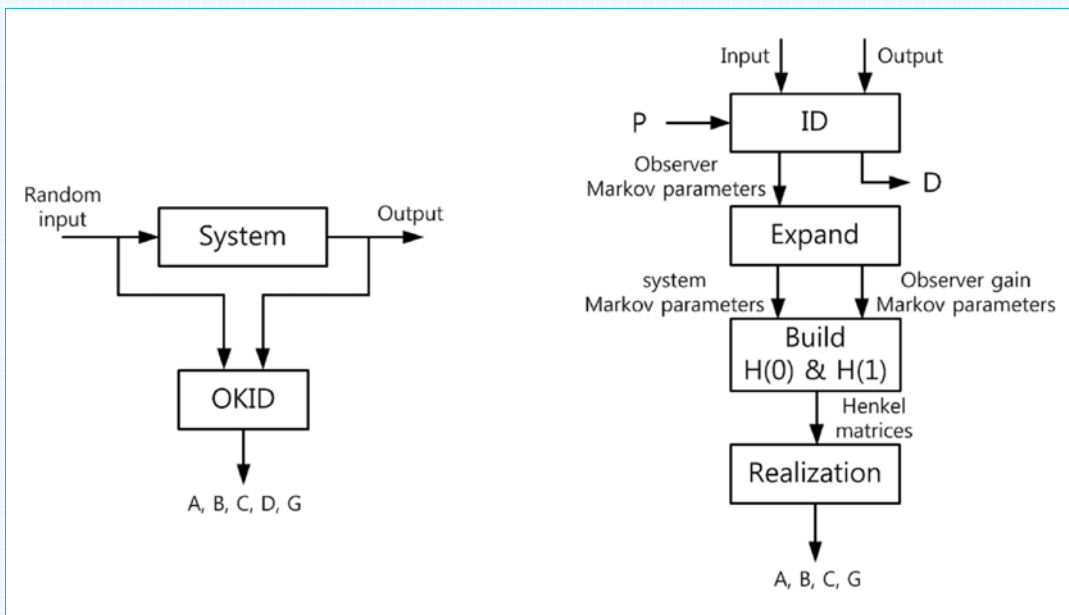 Random
input
System
Output
OKID
A, B, C, D, G
Input
Output
P
ID
Observer
Markov parameters
D
Expand
system
Markov parameters
Observer gain
Markov parameters
Build
H(0) & H(1)
Henkel
matrices
Realization
A, B, C, G